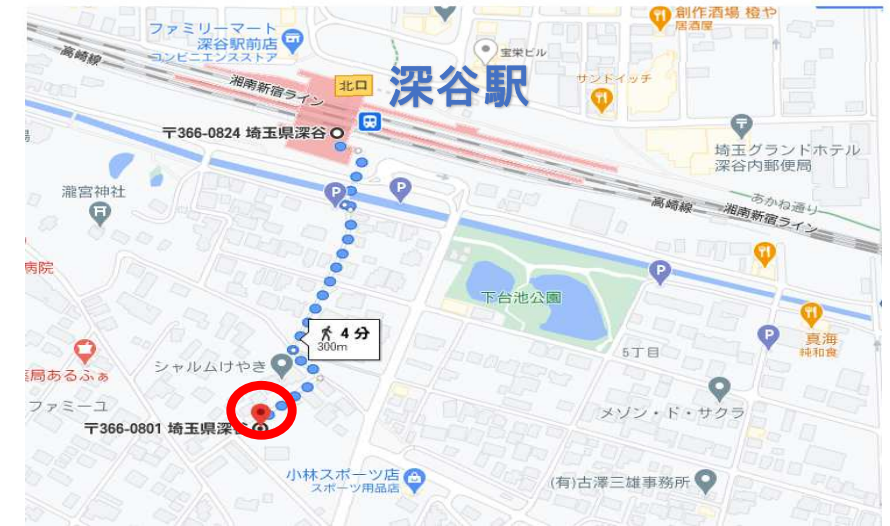 創作酒場 橙や
居酒屋
ファミリーマート
深谷駅前店
コンビニエンスストア
宝栄ビル
高崎線
湘南新宿ライン
北口
深谷駅
サンドイッチ
〒366-0824 埼玉県深谷
埼玉グランドホテル
深谷内郵便局
瀧宮神社
P
P
あかね通り
高崎線
湘南新宿ライン
病院
P
下台池公園
4 分
300m
P
真海
純和食
5丁目
シャルムけやき
局あるふぁ
ファミーユ
メゾン・ド・サクラ
〒366-0801 埼玉県深谷
小林スポーツ店
スポーツ用品店
(有)古澤三雄事務所